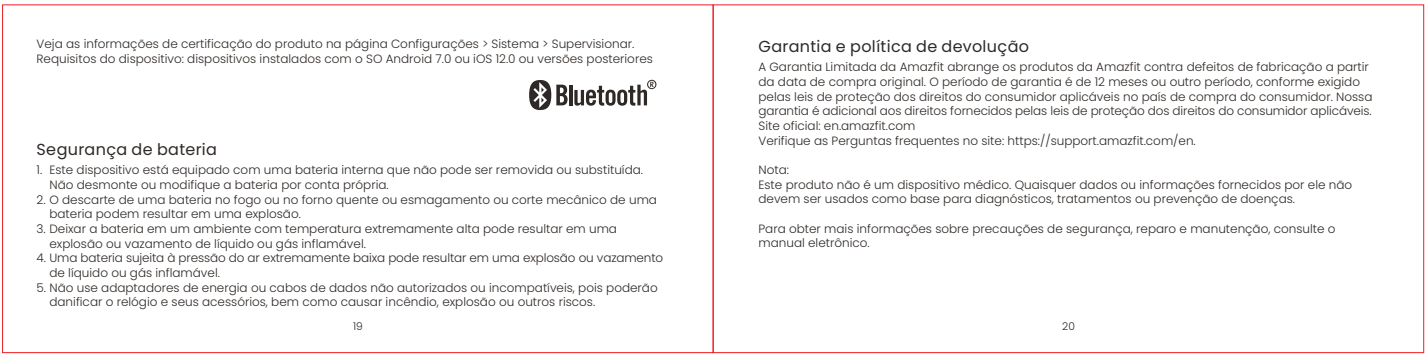 Veja as informações de certificação do produto na página Configurações > Sistema > Supervisionar.
Requisitos do dispositivo: dispositivos instalados com o SO Android 7.0 ou iOS 12.0 ou versões posteriores
Bluetooth®
Segurança de bateria
1. Este dispositivo está equipado com uma bateria interna que não pode ser removida ou substituída.
Não desmonte ou modifique a bateria por conta própria.
2. O descarte de uma bateria no fogo ou no forno quente ou esmagamento ou corte mecânico de uma
bateria podem resultar em uma explosão.
3. Deixar a bateria em um ambiente com temperatura extremamente alta pode resultar em uma
explosão ou vazamento de líquido ou gás inflamável.
4. Uma bateria sujeita à pressão do ar extremamente baixa pode resultar em uma explosão ou vazamento
de líquido ou gás inflamável.
5. Não use adaptadores de energia ou cabos de dados não autorizados ou incompatíveis, pois poderão
danificar o relógio e seus acessórios, bem como causar incêndio, explosão ou outros riscos.
19
Garantia e política de devolução
A Garantia Limitada da Amazfit abrange os produtos da Amazfit contra defeitos de fabricação a partir
da data de compra original. O período de garantia é de 12 meses ou outro período, conforme exigido
pelas leis de proteção dos direitos do consumidor aplicáveis no país de compra do consumidor. Nossa
garantia é adicional aos direitos fornecidos pelas leis de proteção dos direitos do consumidor aplicáveis.
Site oficial: en.amazfit.com
Verifique as Perguntas frequentes no site: https://support.amazfit.com/en.
Nota:
Este produto não é um dispositivo médico. Quaisquer dados ou informações fornecidos por ele não
devem ser usados como base para diagnósticos, tratamentos ou prevenção de doenças.
Para obter mais informações sobre precauções de segurança, reparo e manutenção, consulte o
manual eletrônico.
20